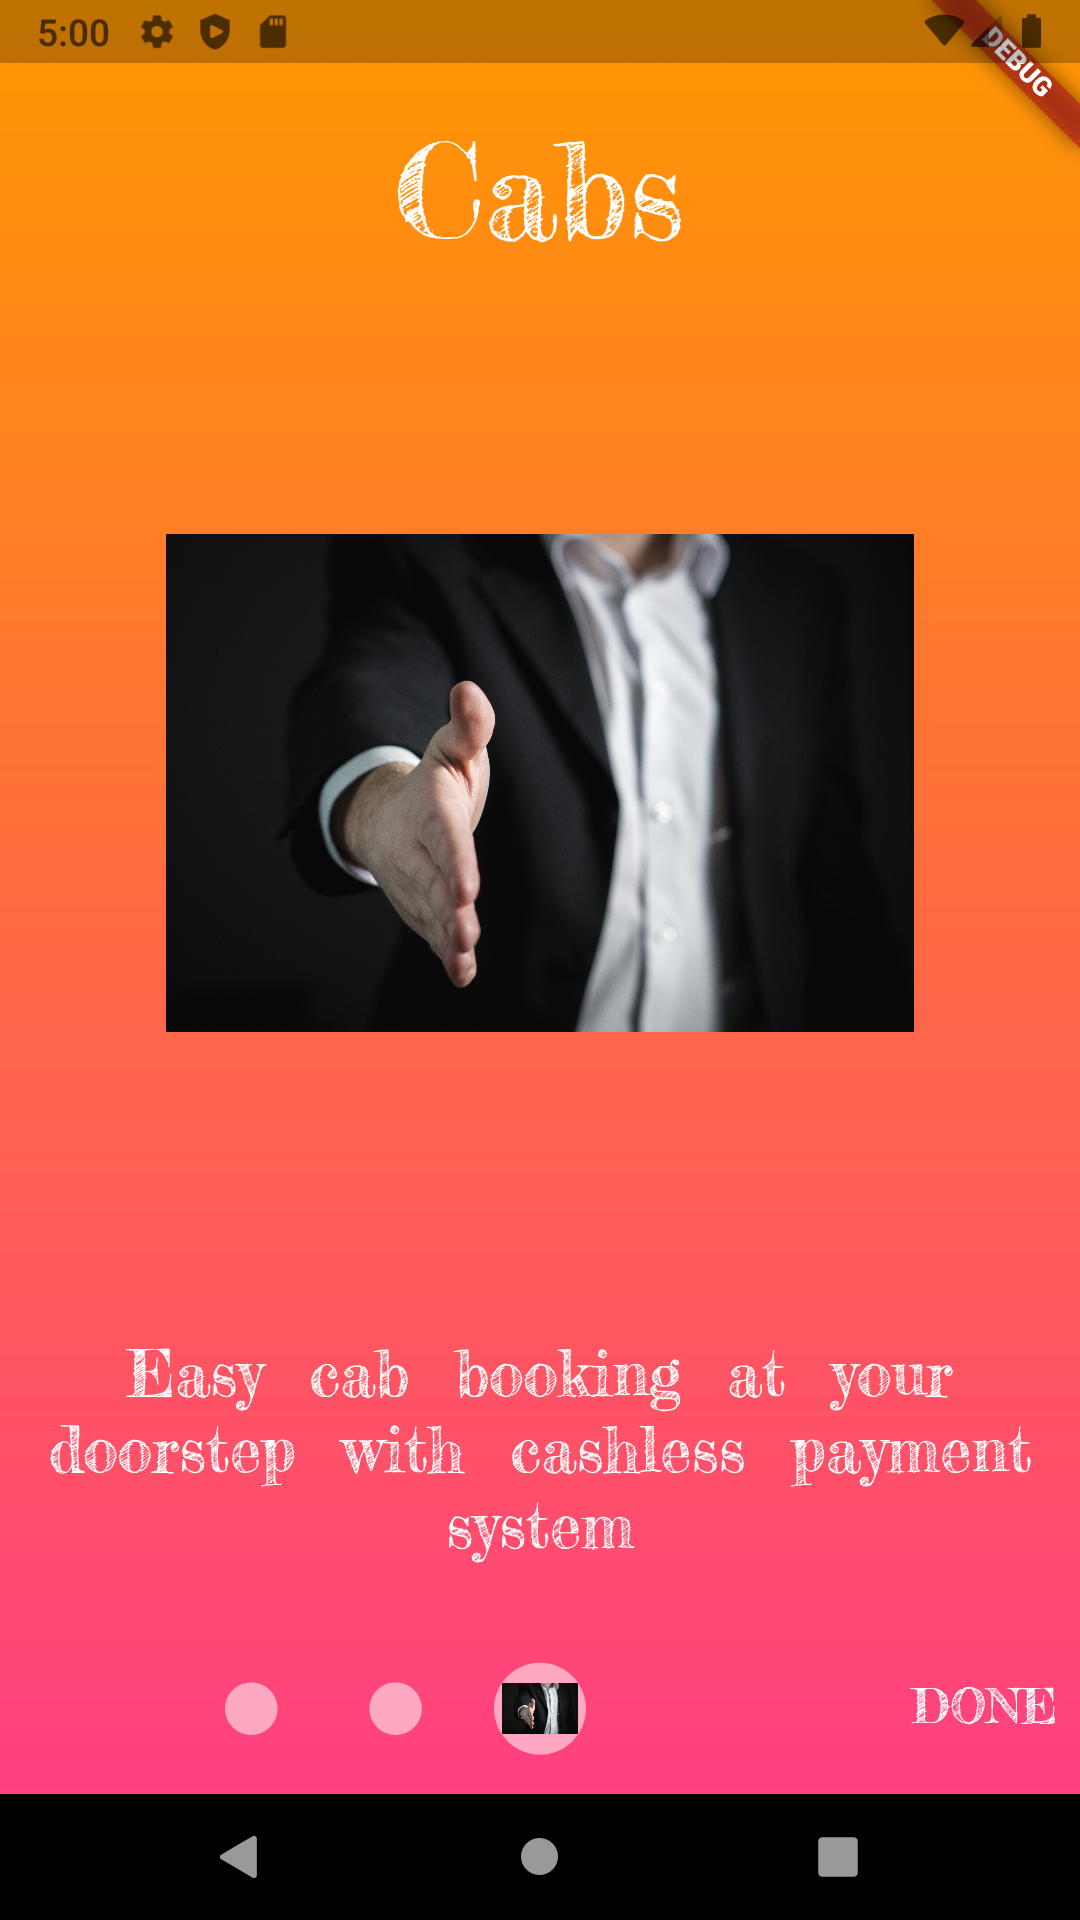 5:00
DEBUG
Cabs
Easy cab booking at your
doorstep with cashless payment
system
DONE